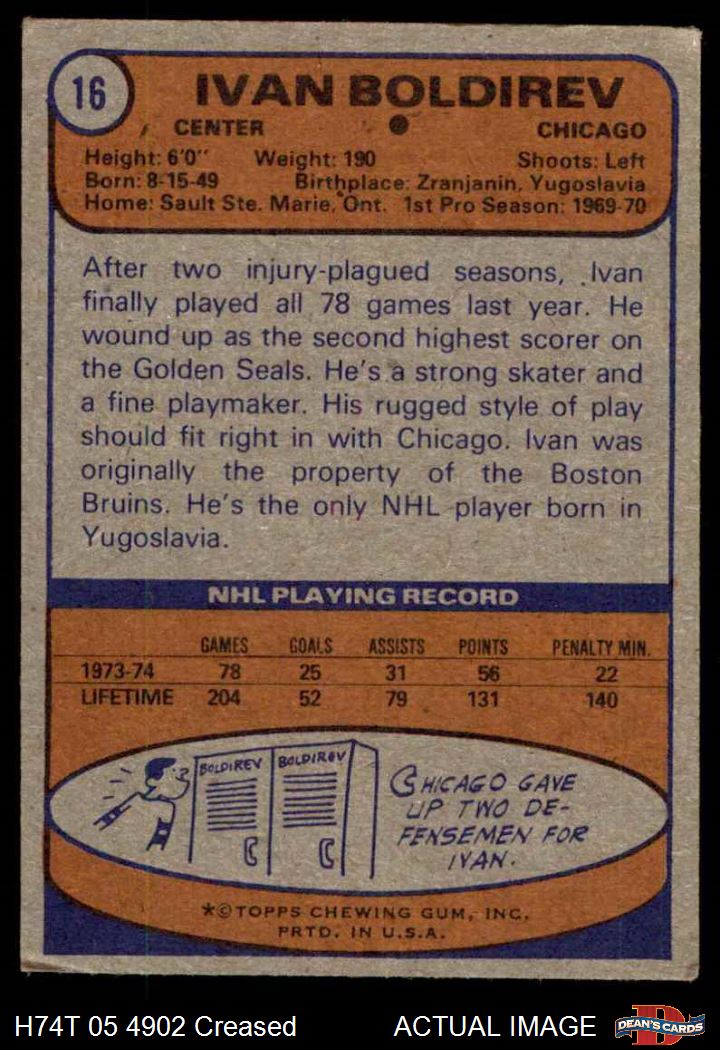 16
IVAN BOLDIREV
CENTER
CHICAGO
Height: 6'0" Weight: 190 Shoots: Left
Born: 8-15-49 Birthplace: Zranjanin, Yugoslavia
Home: Sault Ste. Marie, Ont. 1st Pro Season: 1969-70
After two injury-plagued seasons, Ivan
finally played all 78 games last year. He
wound up as the second highest scorer on
the Golden Seals. He's a strong skater and
a fine playmaker. His rugged style of play
should fit right in with Chicago. Ivan was
originally the property of the Boston
Bruins. He's the only NHL player born in
Yugoslavia.
NHL PLAYING RECORD
GAMES GOALS ASSISTS POINTS PENALTY MIN.
1973-74 78 25 31 56 22
LIFETIME 204 52 79 131 140
BOLDIREV BOLDIREV
CHICAGO GAVE
UP TWO DE-
FENSEMEN FOR
IVAN.
*©TOPPS CHEWING GUM, INC.
PRTD. IN U.S.A.
H74T 05 4902 Creased ACTUAL IMAGE
D
DEAN'S CARDS